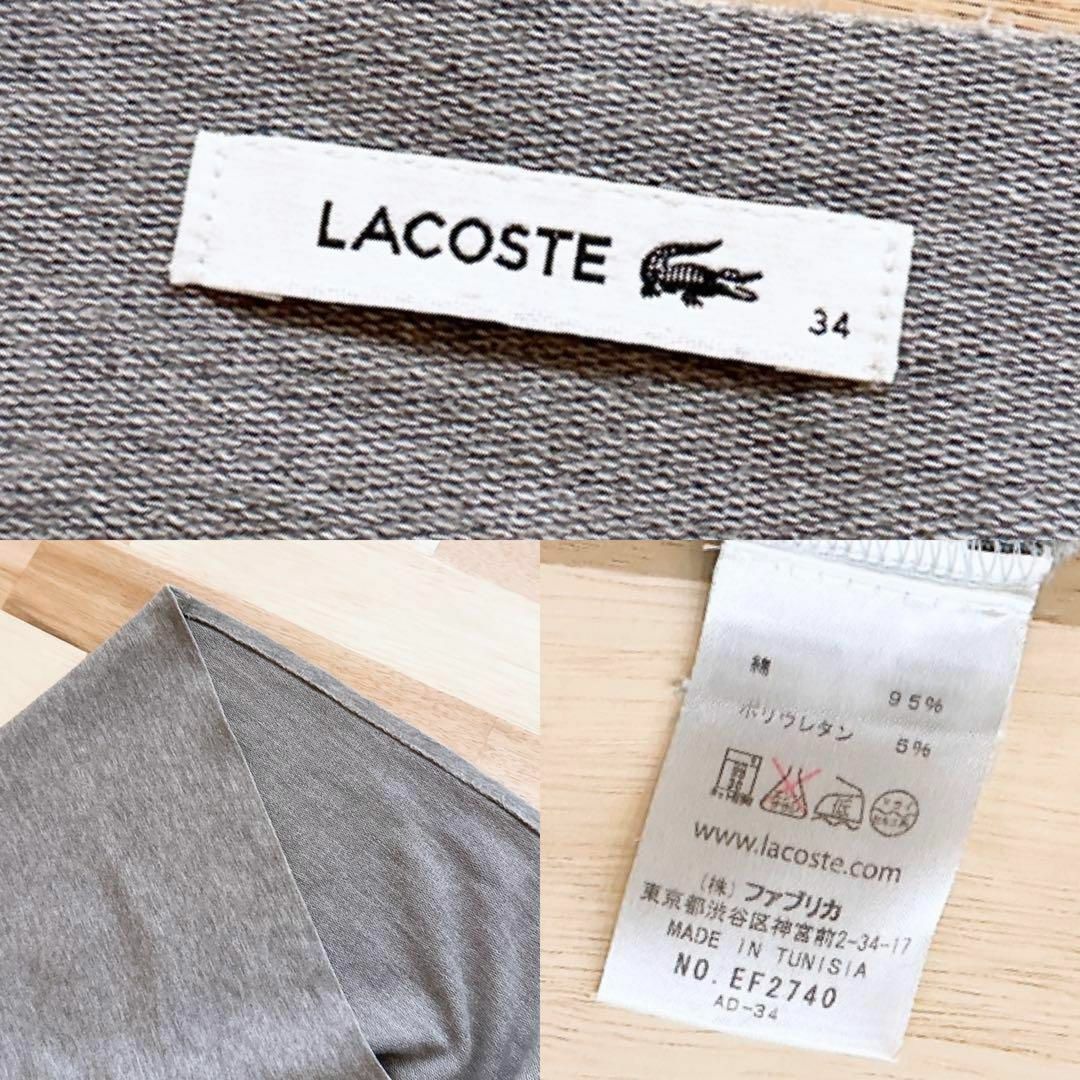 LACOSTE
34
綿 95%
ポリウレタン 5%
低
www.lacoste.com
(株) ファブリカ
東京都渋谷区神宮前2-34-17
MADE IN TUNISIA
NO. EF2740
AD-34